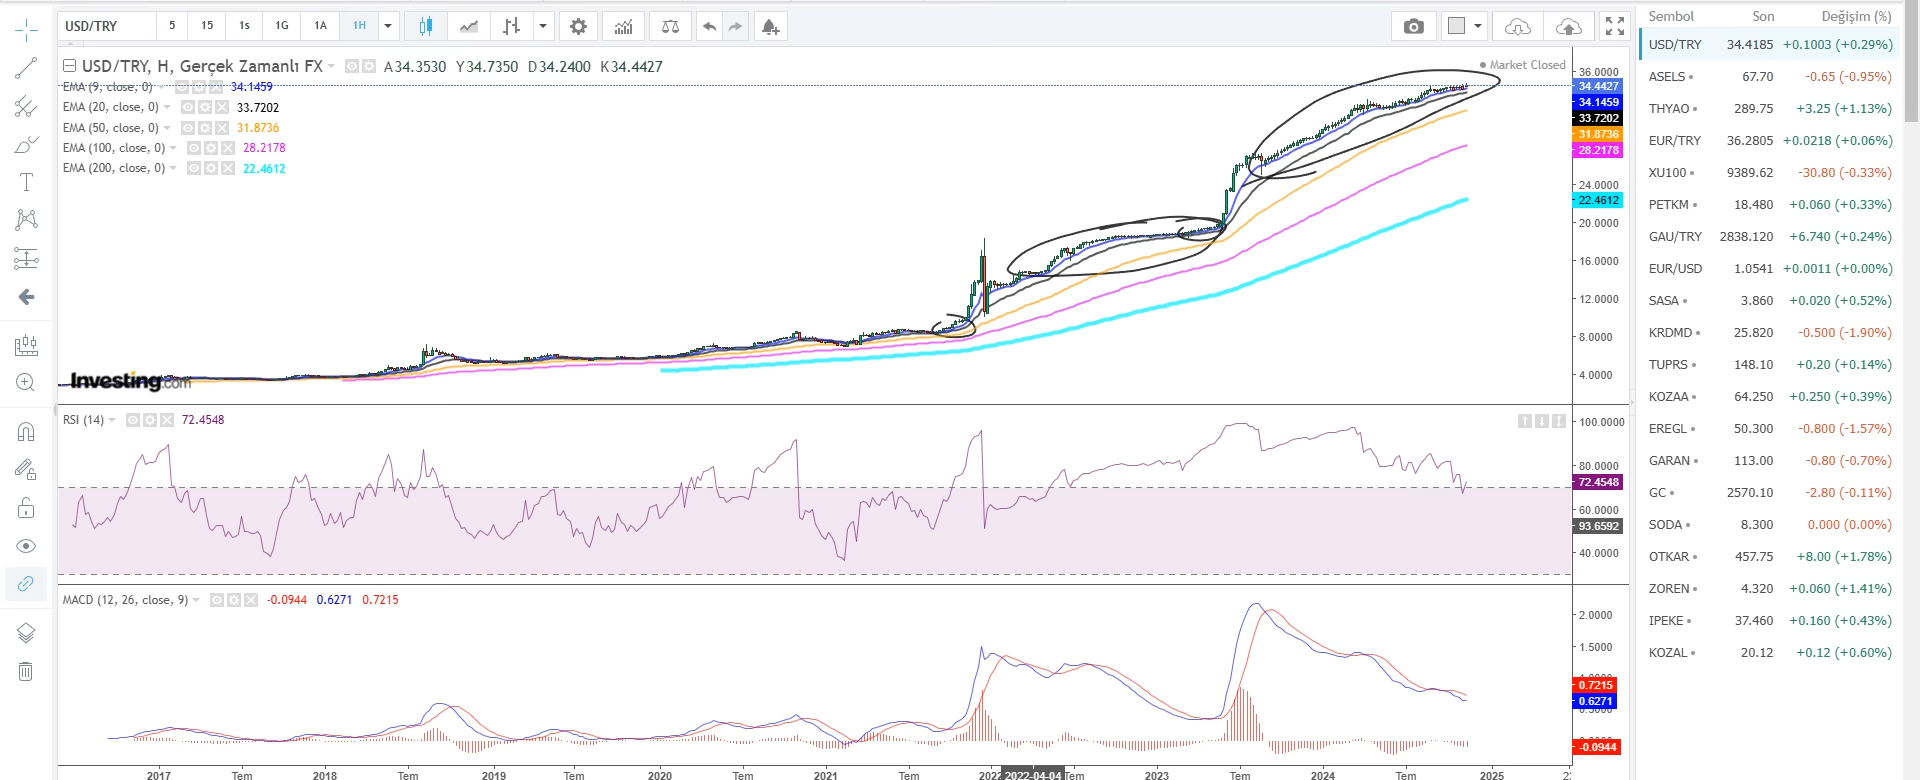 USD/TRY 5 15 1s 1G 1A 1H
USD/TRY, H, Gerçek Zamanlı FX A34.3530 Y34.7350 D34.2400 K34.4427
Market Closed
EMA (9, close, 0) 34.1459
EMA (20, close, 0) 33.7202
EMA (50, close, 0) 31.8736
EMA (100, close, 0) 28.2178
EMA (200, close, 0) 22.4612
36.0000
34.4427
34.1459
33.7202
31.8736
28.2178
24.0000
22.4612
20.0000
16.0000
12.0000
8.0000
4.0000
Investing.com
RSI (14) 72.4548
100.0000
80.0000
72.4548
60.0000
93.6592
40.0000
MACD (12, 26, close, 9) -0.0944 0.6271 0.7215
2.0000
1.5000
0.7215
0.6271
-0.0944
2017 Tem 2018 Tem 2019 Tem 2020 Tem 2021 Tem 2022 2022-04-04 Tem 2023 Tem 2024 Tem 2025
Sembol Son Değişim (%)
USD/TRY 34.4185 +0.1003 (+0.29%)
ASELS 67.70 -0.65 (-0.95%)
THYAO 289.75 +3.25 (+1.13%)
EUR/TRY 36.2805 +0.0218 (+0.06%)
XU100 9389.62 -30.80 (-0.33%)
PETKM 18.480 +0.060 (+0.33%)
GAU/TRY 2838.120 +6.740 (+0.24%)
EUR/USD 1.0541 +0.0011 (+0.00%)
SASA 3.860 +0.020 (+0.52%)
KRDMD 25.820 -0.500 (-1.90%)
TUPRS 148.10 +0.20 (+0.14%)
KOZAA 64.250 +0.250 (+0.39%)
EREGL 50.300 -0.800 (-1.57%)
GARAN 113.00 -0.80 (-0.70%)
GC 2570.10 -2.80 (-0.11%)
SODA 8.300 0.000 (0.00%)
OTKAR 457.75 +8.00 (+1.78%)
ZOREN 4.320 +0.060 (+1.41%)
IPEKE 37.460 +0.160 (+0.43%)
KOZAL 20.12 +0.12 (+0.60%)